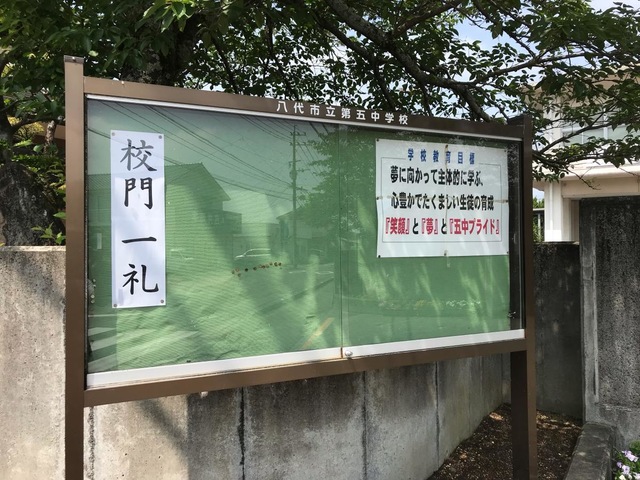 八代市立第五中学校
校門一礼
学校教育目標
夢に向かって主体的に学ぶ、
心豊かでたくましい生徒の育成
『笑顔』と『夢』と『五中プライド』